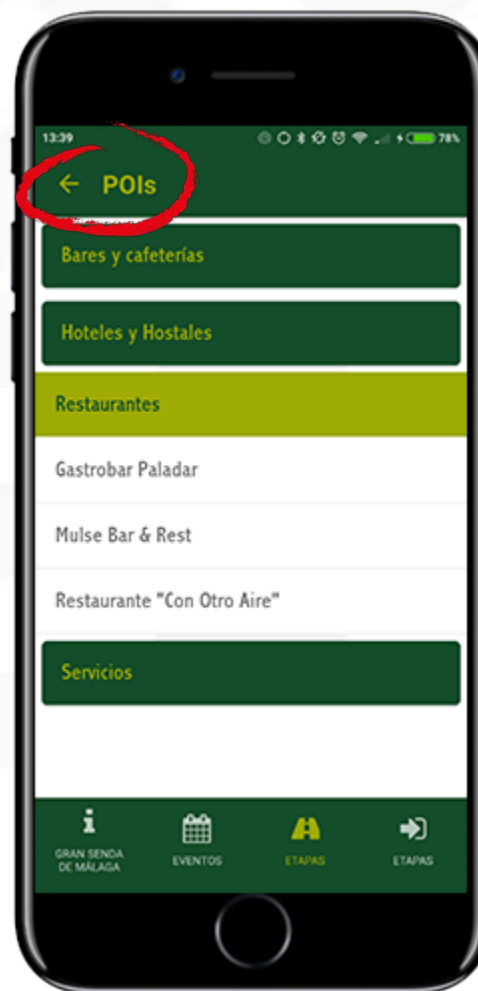 13:39
78%
POIs
Bares y cafeterías
Hoteles y Hostales
Restaurantes
Gastrobar Paladar
Mulse Bar & Rest
Restaurante "Con Otro Aire"
Servicios
GRAN SENDA
DE MÁLAGA
EVENTOS
ETAPAS
ETAPAS